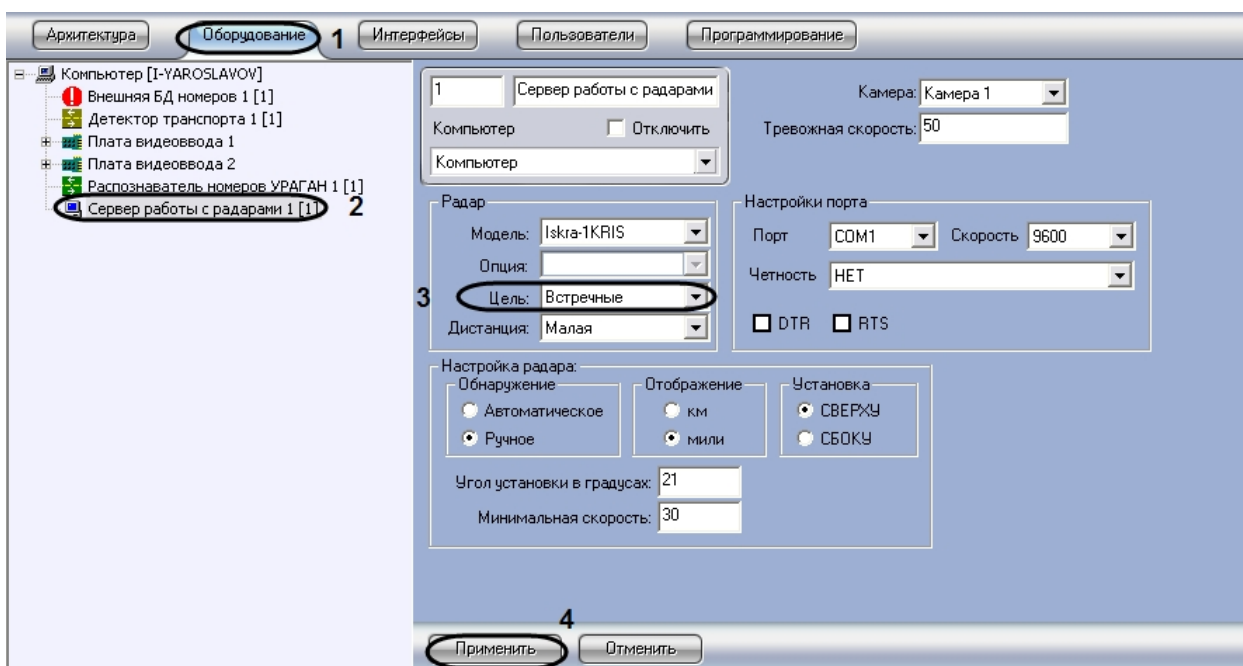 Архитектура Оборудование 1 Интерфейсы Пользователи Программирование
Компьютер [I-YAROSLAVOV]
Внешняя БД номеров 1 [1]
Детектор транспорта 1 [1]
Плата видеоввода 1
Плата видеоввода 2
Распознаватель номеров УРАГАН 1 [1]
Сервер работы с радарами 1 [1] 2
1 Сервер работы с радарами
Компьютер Отключить
Компьютер
Камера: Камера 1
Тревожная скорость: 50
Радар
Модель: Iskra-1KRIS
Опция:
3 Цель: Встречные
Дистанция: Малая
Настройки порта
Порт COM1 Скорость 9600
Четность НЕТ
DTR RTS
Настройка радара:
Обнаружение Отображение Установка
Автоматическое км СВЕРХУ
Ручное мили СБОКУ
Угол установки в градусах: 21
Минимальная скорость: 30
4
Применить Отменить